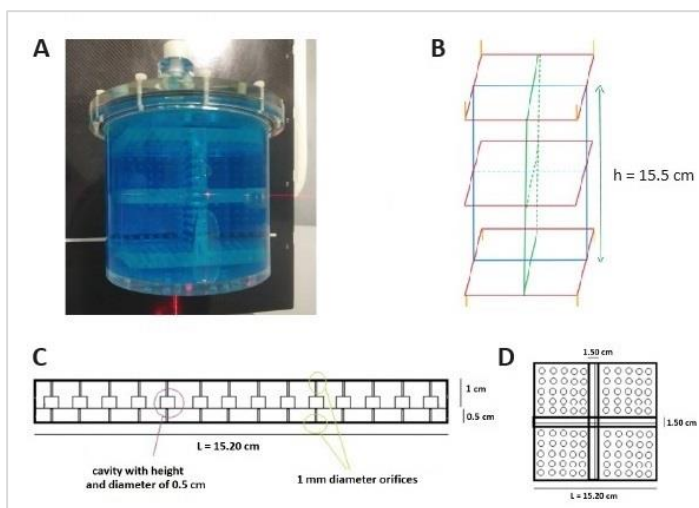 A
B
h = 15.5 cm
C
1 cm
0.5 cm
L = 15.20 cm
cavity with height
and diameter of 0.5 cm
1 mm diameter orifices
D
1.50 cm
1.50 cm
L = 15.20 cm